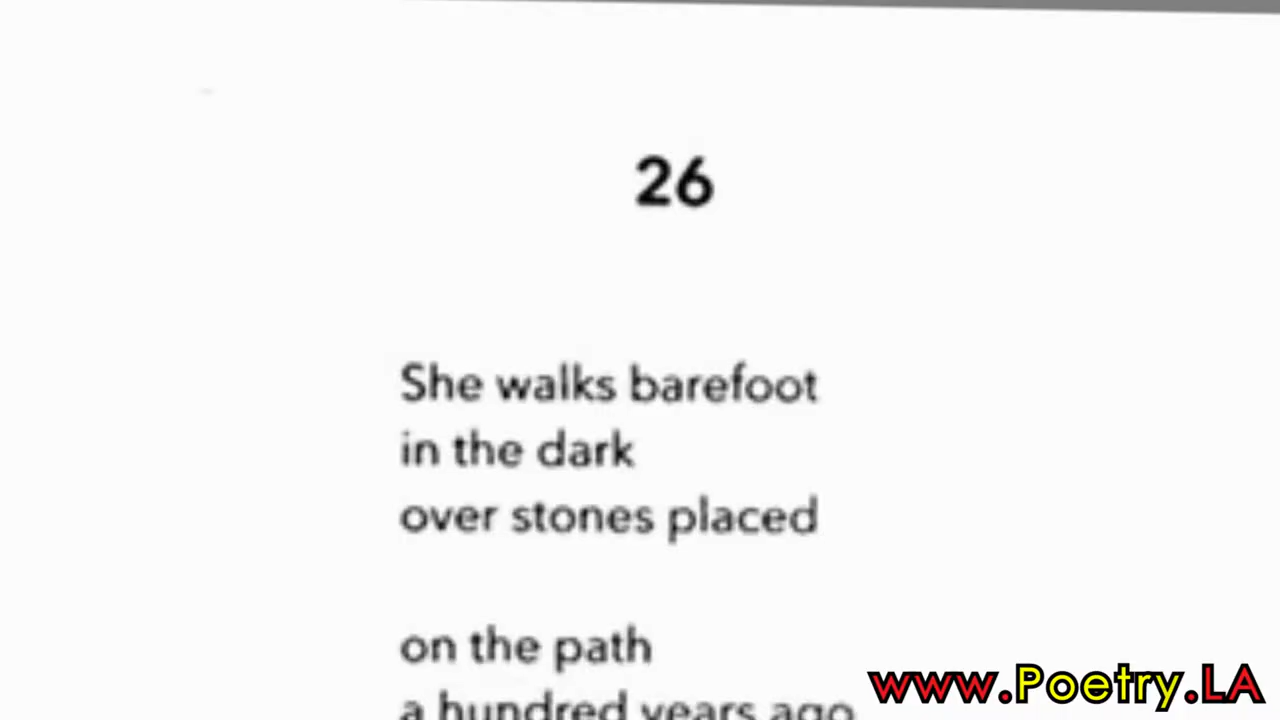 26
She walks barefoot
in the dark
over stones placed
on the path
a hundred years ago
www.Poetry.LA